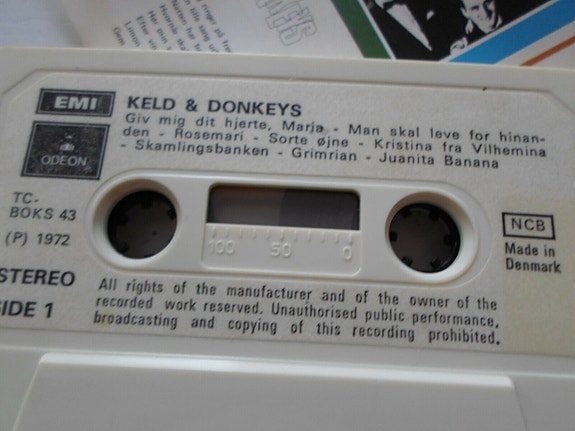 EMI
KELD & DONKEYS
Giv mig dit hjerte, Maria - Man skal leve for hinan-
den - Rosemari - Sorte øjne - Kristina fra Vilhemina
- Skamlingsbanken - Grimrian - Juanita Banana
ODEON
TC-
BOKS 43
(P) 1972
100 50 0
NCB
Made in
Denmark
STEREO
SIDE 1
All rights of the manufacturer and of the owner of the
recorded work reserved. Unauthorised public performance,
broadcasting and copying of this recording prohibited.